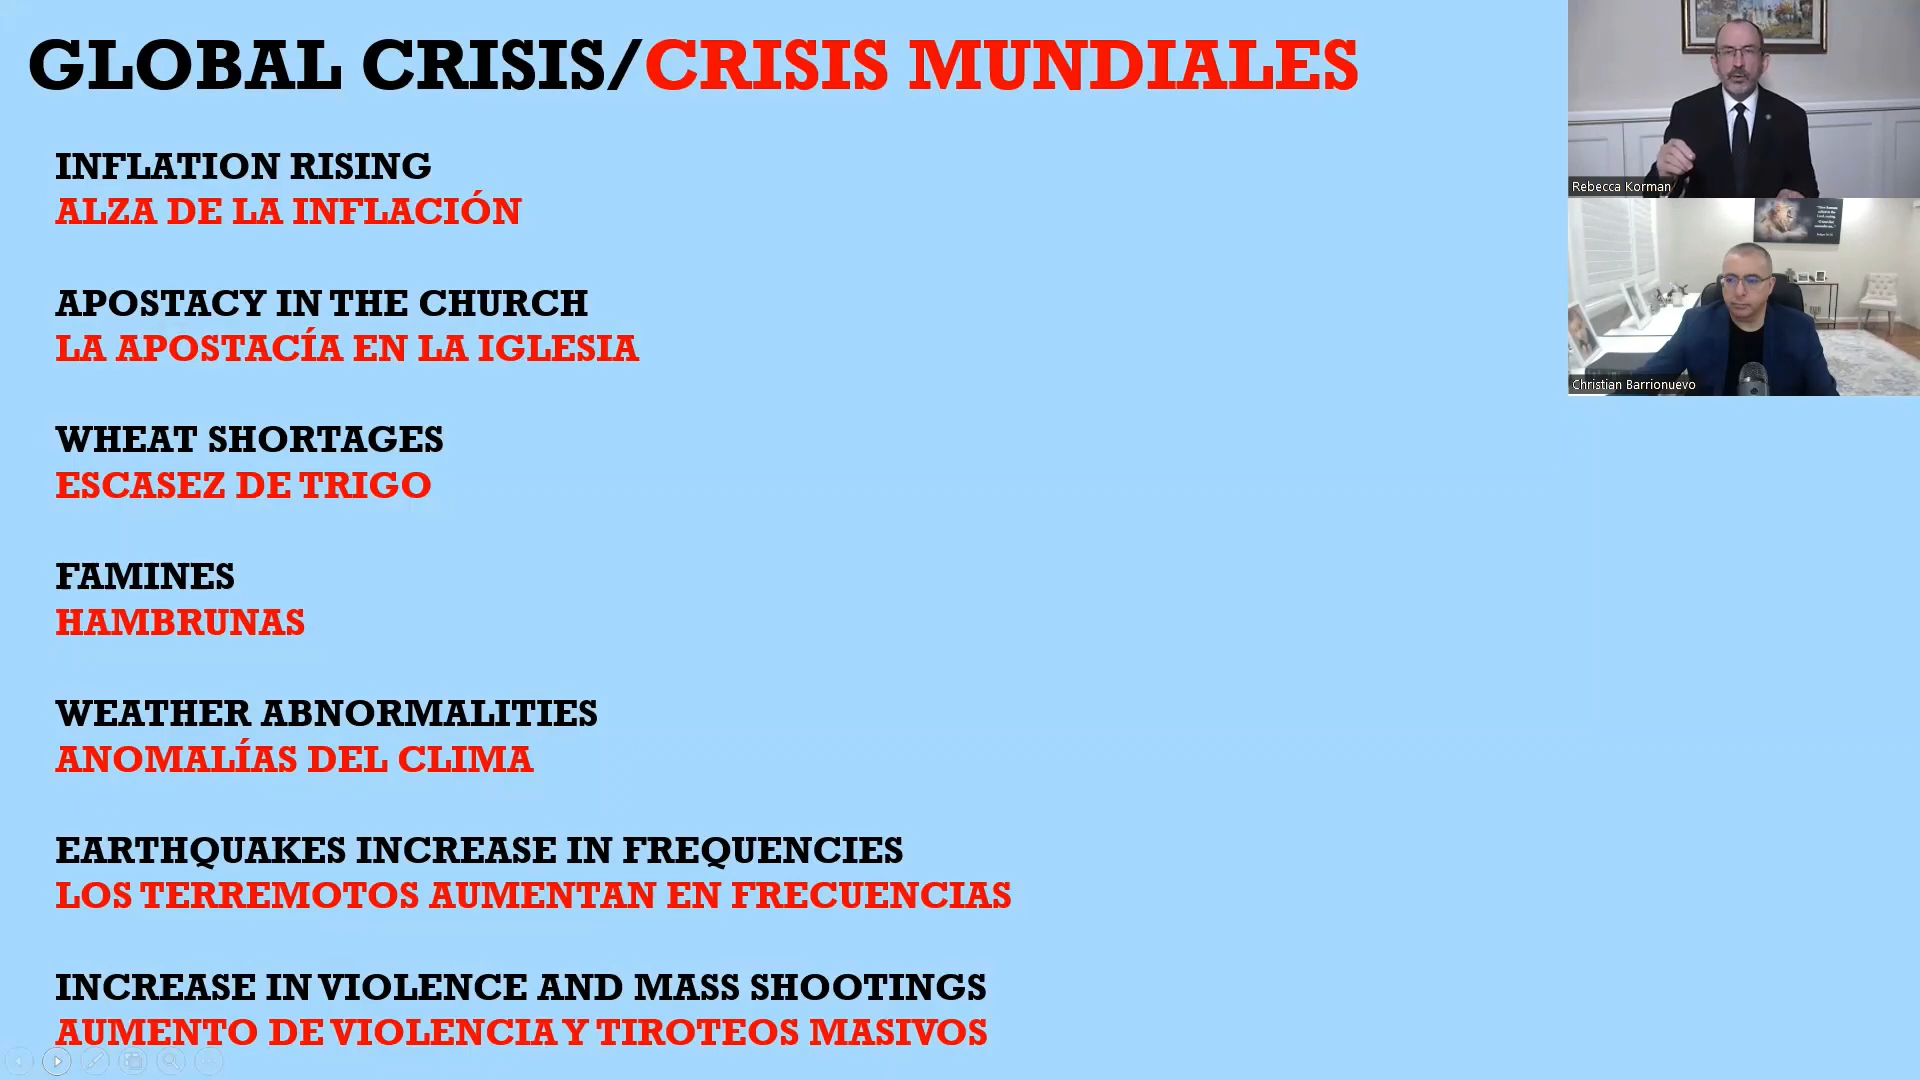 GLOBAL CRISIS/CRISIS MUNDIALES
INFLATION RISING
ALZA DE LA INFLACIÓN
APOSTACY IN THE CHURCH
LA APOSTACÍA EN LA IGLESIA
WHEAT SHORTAGES
ESCASEZ DE TRIGO
FAMINES
HAMBRUNAS
WEATHER ABNORMALITIES
ANOMALÍAS DEL CLIMA
EARTHQUAKES INCREASE IN FREQUENCIES
LOS TERREMOTOS AUMENTAN EN FRECUENCIAS
INCREASE IN VIOLENCE AND MASS SHOOTINGS
AUMENTO DE VIOLENCIA Y TIROTEOS MASIVOS
Rebecca Korman
Christian Barrionuevo